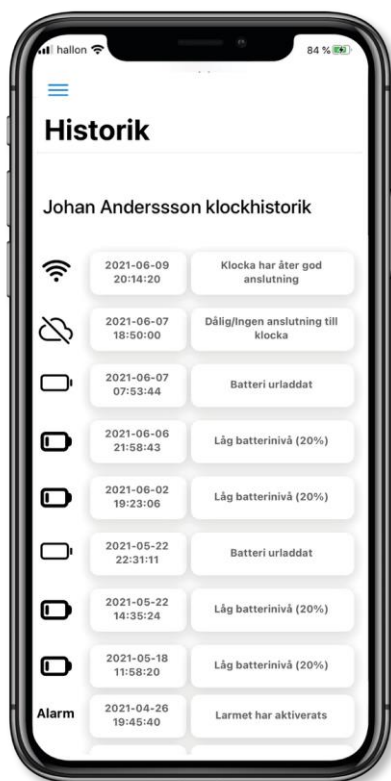 hallon
84 %
Historik
Johan Anderssson klockhistorik
2021-06-09
20:14:20
Klocka har åter god
anslutning
2021-06-07
18:50:00
Dålig/Ingen anslutning till
klocka
2021-06-07
07:53:44
Batteri urladdat
2021-06-06
21:58:43
Låg batterinivå (20%)
2021-06-02
19:23:06
Låg batterinivå (20%)
2021-05-22
22:31:11
Batteri urladdat
2021-05-22
14:35:24
Låg batterinivå (20%)
2021-05-18
11:58:20
Låg batterinivå (20%)
Alarm
2021-04-26
19:45:40
Larmet har aktiverats